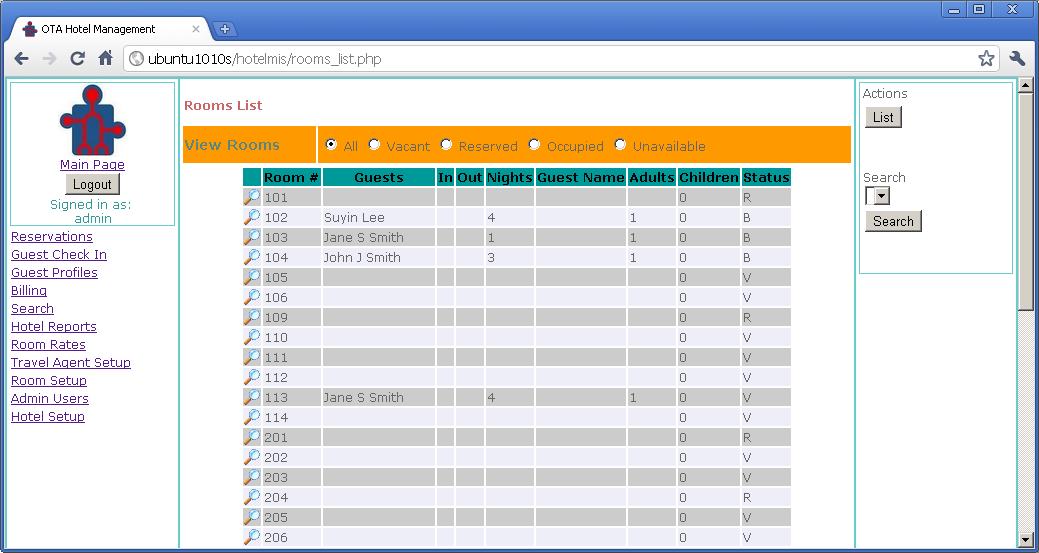 OTA Hotel Management
ubuntu1010s/hotelmis/rooms_list.php
Main Page
Logout
Signed in as:
admin
Reservations
Guest Check In
Guest Profiles
Billing
Search
Hotel Reports
Room Rates
Travel Agent Setup
Room Setup
Admin Users
Hotel Setup
Rooms List
View Rooms All Vacant Reserved Occupied Unavailable
Room # Guests In Out Nights Guest Name Adults Children Status
101 0 R
102 Suyin Lee 4 1 0 B
103 Jane S Smith 1 1 0 B
104 John J Smith 3 1 0 B
105 0 V
106 0 V
109 0 R
110 0 V
111 0 V
112 0 V
113 Jane S Smith 4 1 0 V
114 0 V
201 0 R
202 0 V
203 0 V
204 0 R
205 0 V
206 0 V
Actions
List
Search
Search